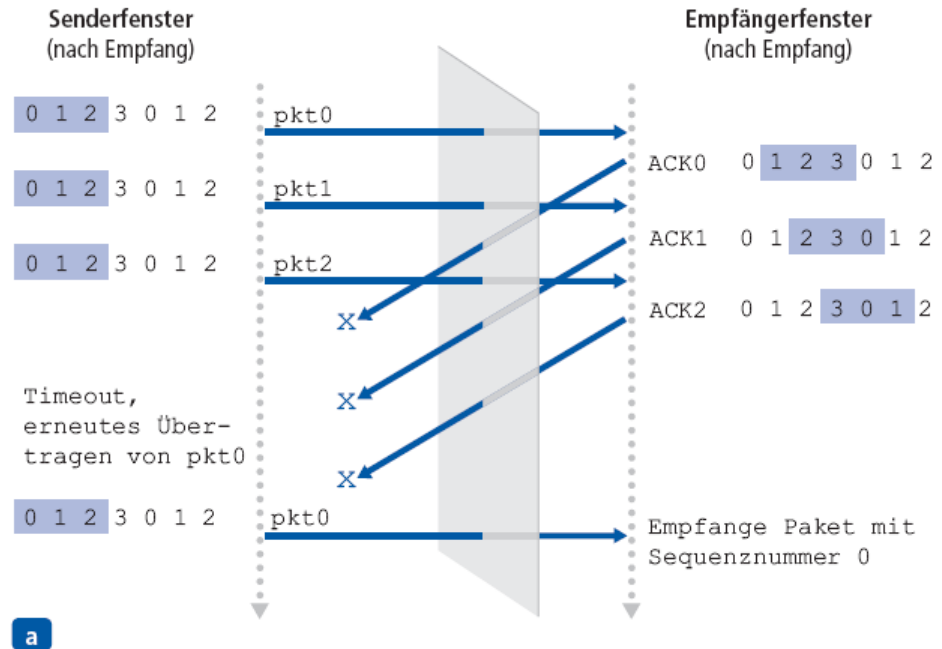 Senderfenster
(nach Empfang)
Empfängerfenster
(nach Empfang)
0 1 2 3 0 1 2
pkt0
ACK0 0 1 2 3 0 1 2
0 1 2 3 0 1 2
pkt1
ACK1 0 1 2 3 0 1 2
0 1 2 3 0 1 2
pkt2
ACK2 0 1 2 3 0 1 2
X
X
X
Timeout,
erneutes Über-
tragen von pkt0
0 1 2 3 0 1 2
pkt0
Empfange Paket mit
Sequenznummer 0
a